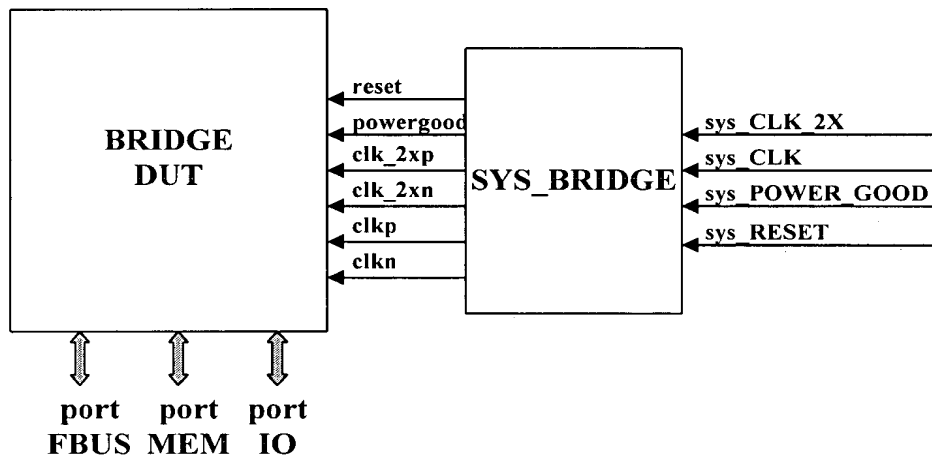 BRIDGE
DUT
reset
powergood
clk_2xp
clk_2xn
clkp
clkn
SYS_BRIDGE
sys_CLK_2X
sys_CLK
sys_POWER_GOOD
sys_RESET
port
FBUS
port
MEM
port
IO